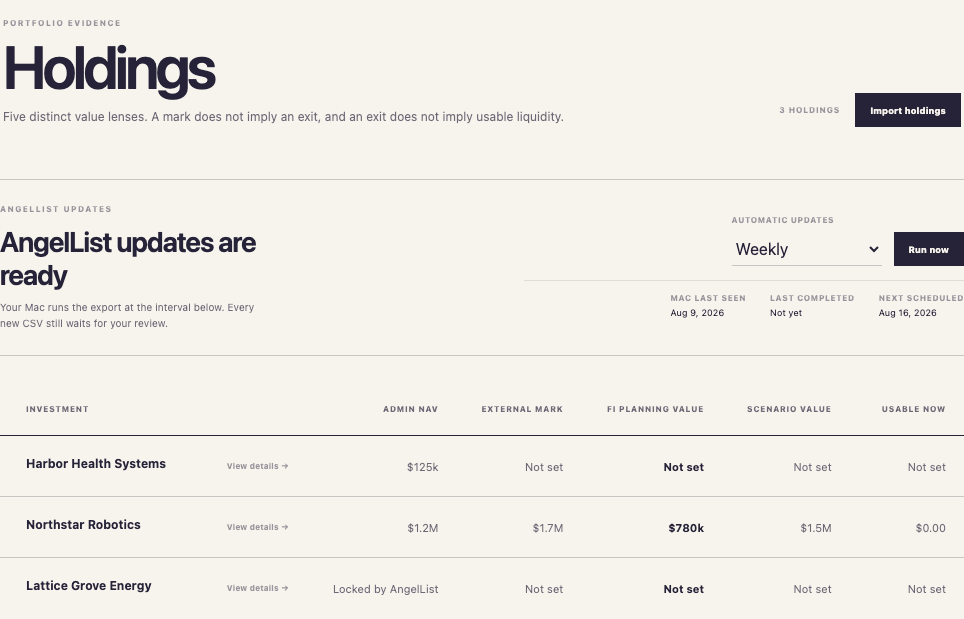 PORTFOLIO EVIDENCE
Holdings
Five distinct value lenses. A mark does not imply an exit, and an exit does not imply usable liquidity.
3 HOLDINGS
Import holdings
ANGELLIST UPDATES
AngelList updates are
ready
Your Mac runs the export at the interval below. Every
new CSV still waits for your review.
AUTOMATIC UPDATES
Weekly
Run now
MAC LAST SEEN LAST COMPLETED NEXT SCHEDULED
Aug 9, 2026 Not yet Aug 16, 2026
INVESTMENT ADMIN NAV EXTERNAL MARK FI PLANNING VALUE SCENARIO VALUE USABLE NOW
Harbor Health Systems View details → $125k Not set Not set Not set Not set
Northstar Robotics View details → $1.2M $1.7M $780k $1.5M $0.00
Lattice Grove Energy View details → Locked by AngelList Not set Not set Not set Not set